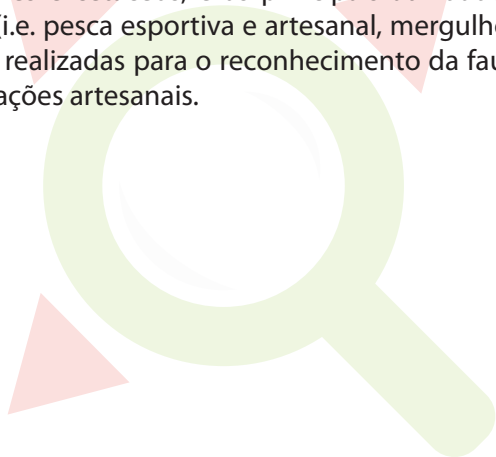 (i.e. pesca esportiva e artesanal, mergulho
realizadas para o reconhecimento da fau
ações artesanais.